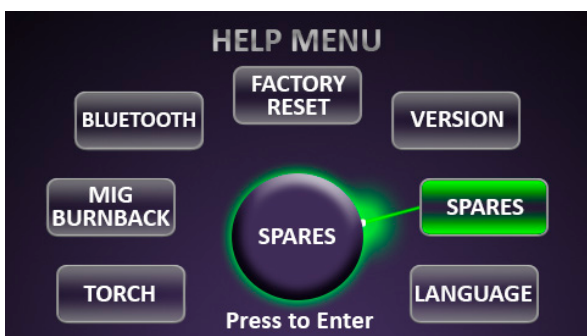 HELP MENU
FACTORY
RESET
BLUETOOTH
VERSION
MIG
BURNBACK
SPARES
SPARES
TORCH
LANGUAGE
Press to Enter